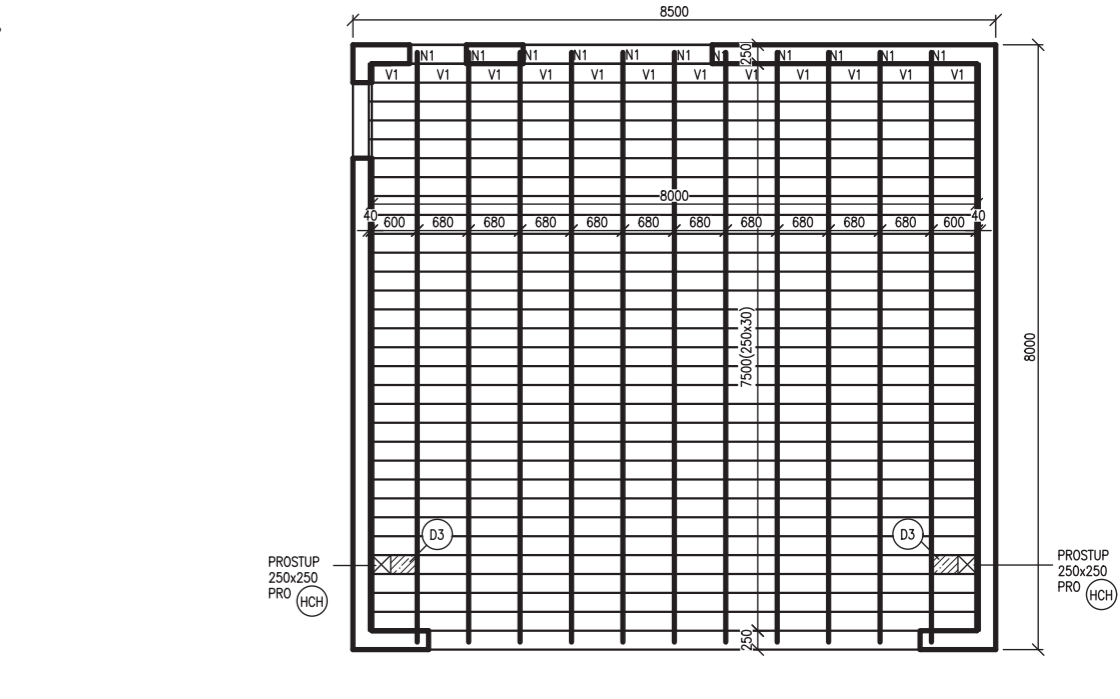 8500
N1 N1 N1 N1 N1 N1 N1 250 N1 N1 N1 N1
V1 V1 V1 V1 V1 V1 V1 V1 V1 V1 V1 V1
8000
40 600 680 680 680 680 680 680 680 680 680 680 600 40
7500(250x30)
8000
D3
D3
PROSTUP
250x250
PRO HCH
PROSTUP
250x250
PRO HCH
250